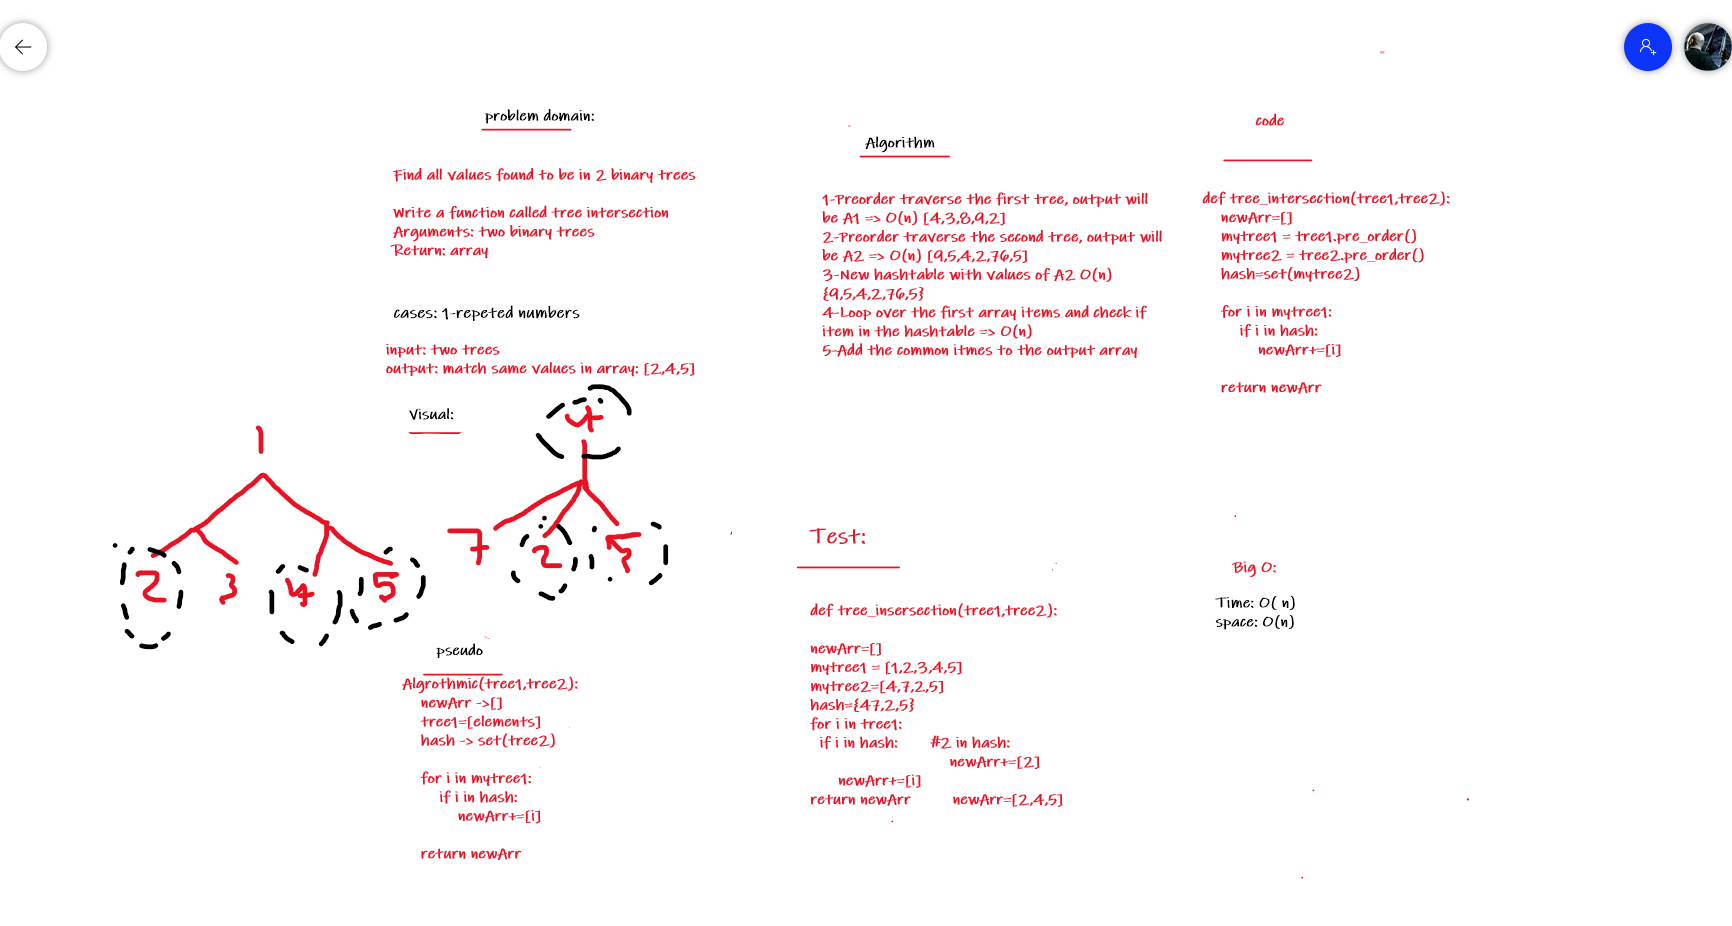 problem domain:
Find all values found to be in 2 binary trees
Write a function called tree intersection
Arguments: two binary trees
Return: array
cases: 1-repeted numbers
input: two trees
output: match same values in array: [2,4,5]
Visual:
1
2
3
4
5
4
7
2
5
pseudo
Algrothmic(tree1,tree2):
newArr ->[]
tree1=[elements]
hash -> set(tree2)
for i in mytree1:
if i in hash:
newArr+=[i]
return newArr
Algorithm
1-Preorder traverse the first tree, output will
be A1 => O(n) [4,3,8,9,2]
2-Preorder traverse the second tree, output will
be A2 => O(n) [9,5,4,2,76,5]
3-New hashtable with values of A2 O(n)
{9,5,4,2,76,5}
4-Loop over the first array items and check if
item in the hashtable => O(n)
5-Add the common itmes to the output array
Test:
def tree_insersection(tree1,tree2):
newArr=[]
mytree1 = [1,2,3,4,5]
mytree2=[4,7,2,5]
hash={47,2,5}
for i in tree1:
if i in hash: #2 in hash:
newArr+=[2]
newArr+=[i]
return newArr newArr=[2,4,5]
code
def tree_intersection(tree1,tree2):
newArr=[]
mytree1 = tree1.pre_order()
mytree2 = tree2.pre_order()
hash=set(mytree2)
for i in mytree1:
if i in hash:
newArr+=[i]
return newArr
Big O:
Time: O( n)
space: O(n)